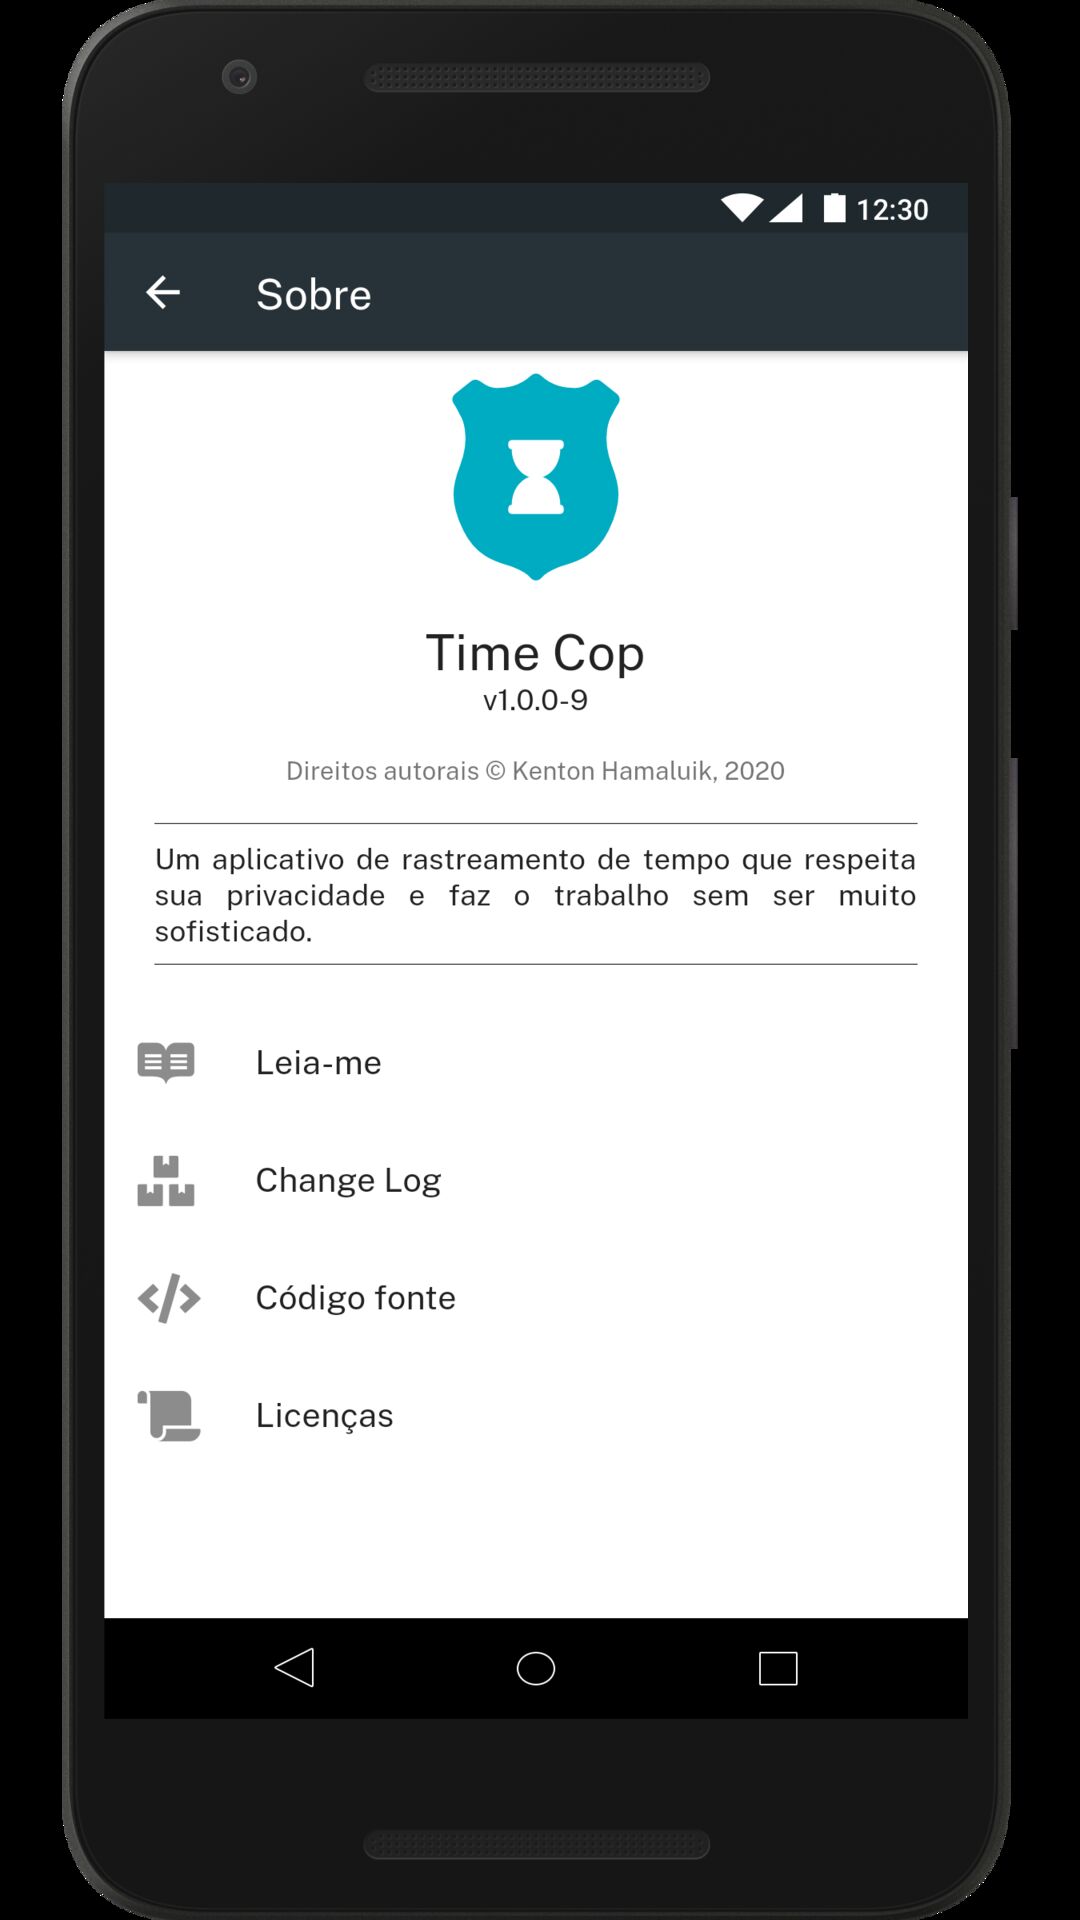 12:30
Sobre
Time Cop
v1.0.0-9
Direitos autorais © Kenton Hamaluik, 2020
Um aplicativo de rastreamento de tempo que respeita
sua privacidade e faz o trabalho sem ser muito
sofisticado.
Leia-me
Change Log
Código fonte
Licenças